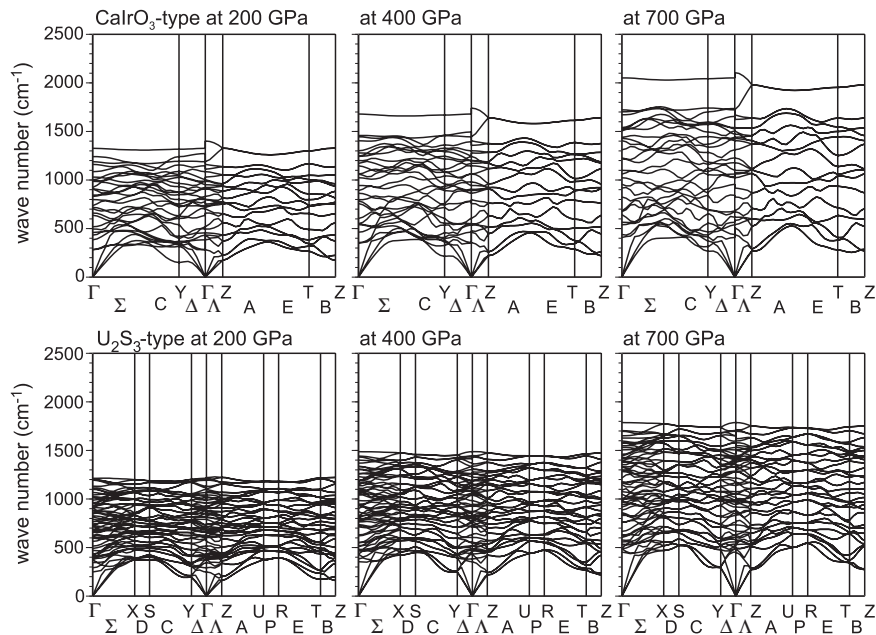 CaIrO3-type at 200 GPa at 400 GPa at 700 GPa
2500
2000
1500
1000
500
0
wave number (cm-1)
Γ Y Γ Z T Z Γ Y Γ Z T Z Γ Y Γ Z T Z
Σ C Δ Λ A E B Σ C Δ Λ A E B Σ C Δ Λ A E B
U2S3-type at 200 GPa at 400 GPa at 700 GPa
2500
2000
1500
1000
500
0
wave number (cm-1)
Γ X S Y Γ Z U R T Z Γ X S Y Γ Z U R T Z Γ X S Y Γ Z U R T Z
Σ D C Δ Λ A P E B Σ D C Δ Λ A P E B Σ D C Δ Λ A P E B